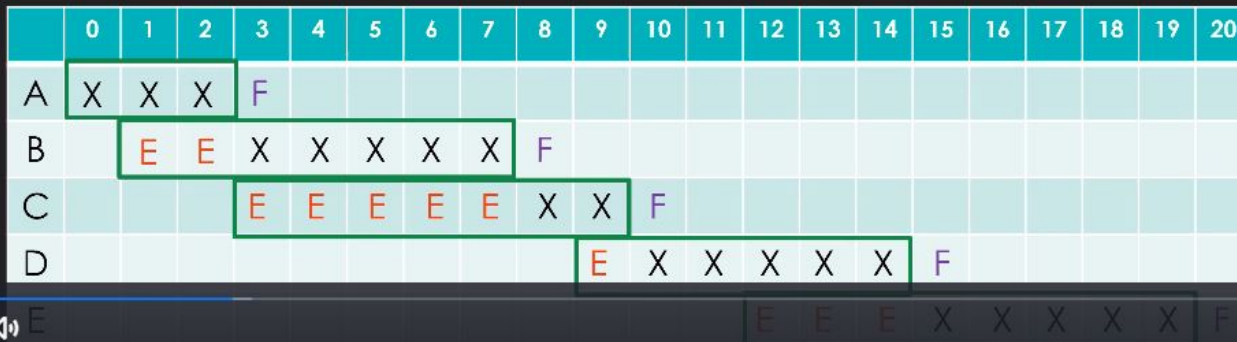 0 1 2 3 4 5 6 7 8 9 10 11 12 13 14 15 16 17 18 19 20
A X X X F
B E E X X X X X F
C E E E E E X X F
D E X X X X X F
E E E E X X X X X F